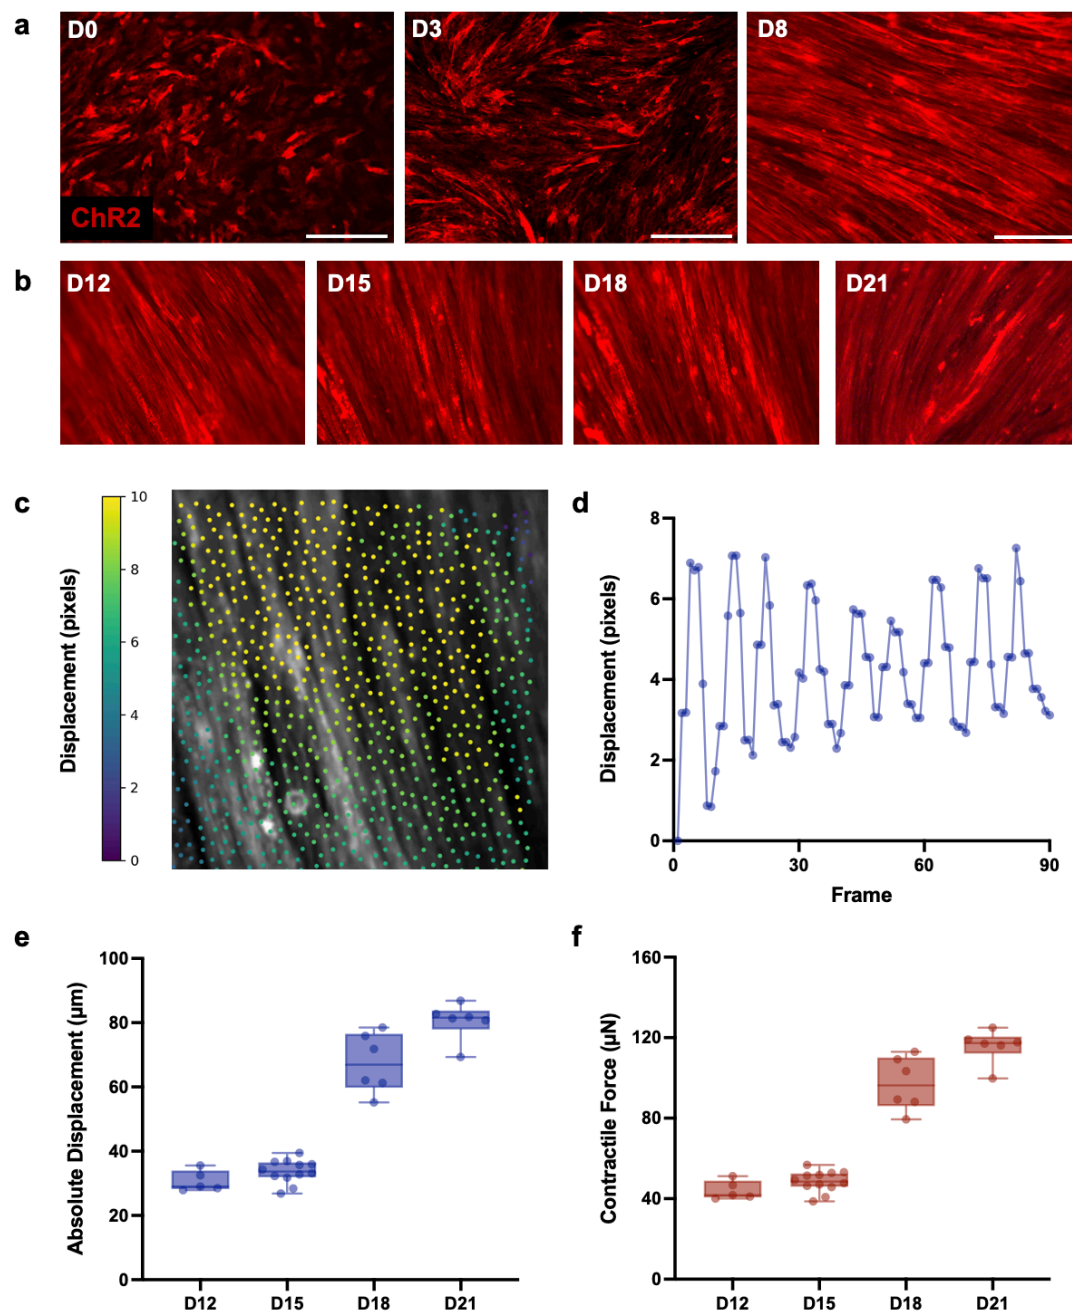 a
D0
D3
D8
ChR2
b
D12
D15
D18
D21
c
Displacement (pixels)
10
8
6
4
2
0
d
Displacement (pixels)
8
6
4
2
0
0 30 60 90
Frame
e
Absolute Displacement (µm)
100
80
60
40
20
0
D12 D15 D18 D21
f
Contractile Force (µN)
160
120
80
40
0
D12 D15 D18 D21